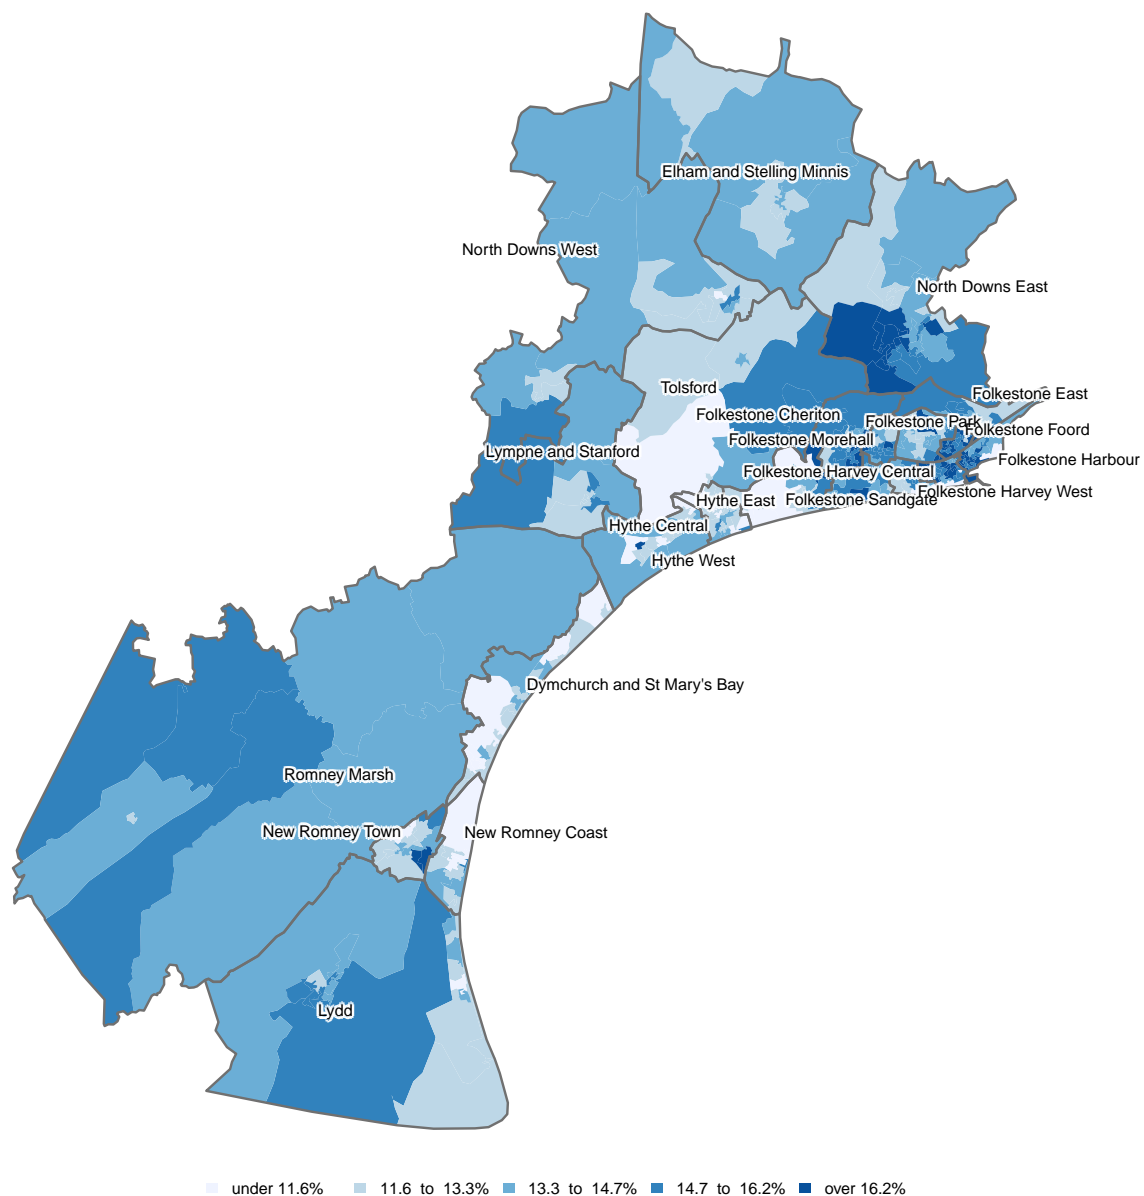 Elham and Stelling Minnis
North Downs West
North Downs East
Tolsford
Folkestone East
Folkestone Cheriton
Folkestone Park
Folkestone Foord
Folkestone Morehall
Lympne and Stanford
Folkestone Harbour
Folkestone Harvey Central
Folkestone Harvey West
Hythe East
Folkestone Sandgate
Hythe Central
Hythe West
Dymchurch and St Mary's Bay
Romney Marsh
New Romney Town
New Romney Coast
Lydd
under 11.6% 11.6 to 13.3% 13.3 to 14.7% 14.7 to 16.2% over 16.2%